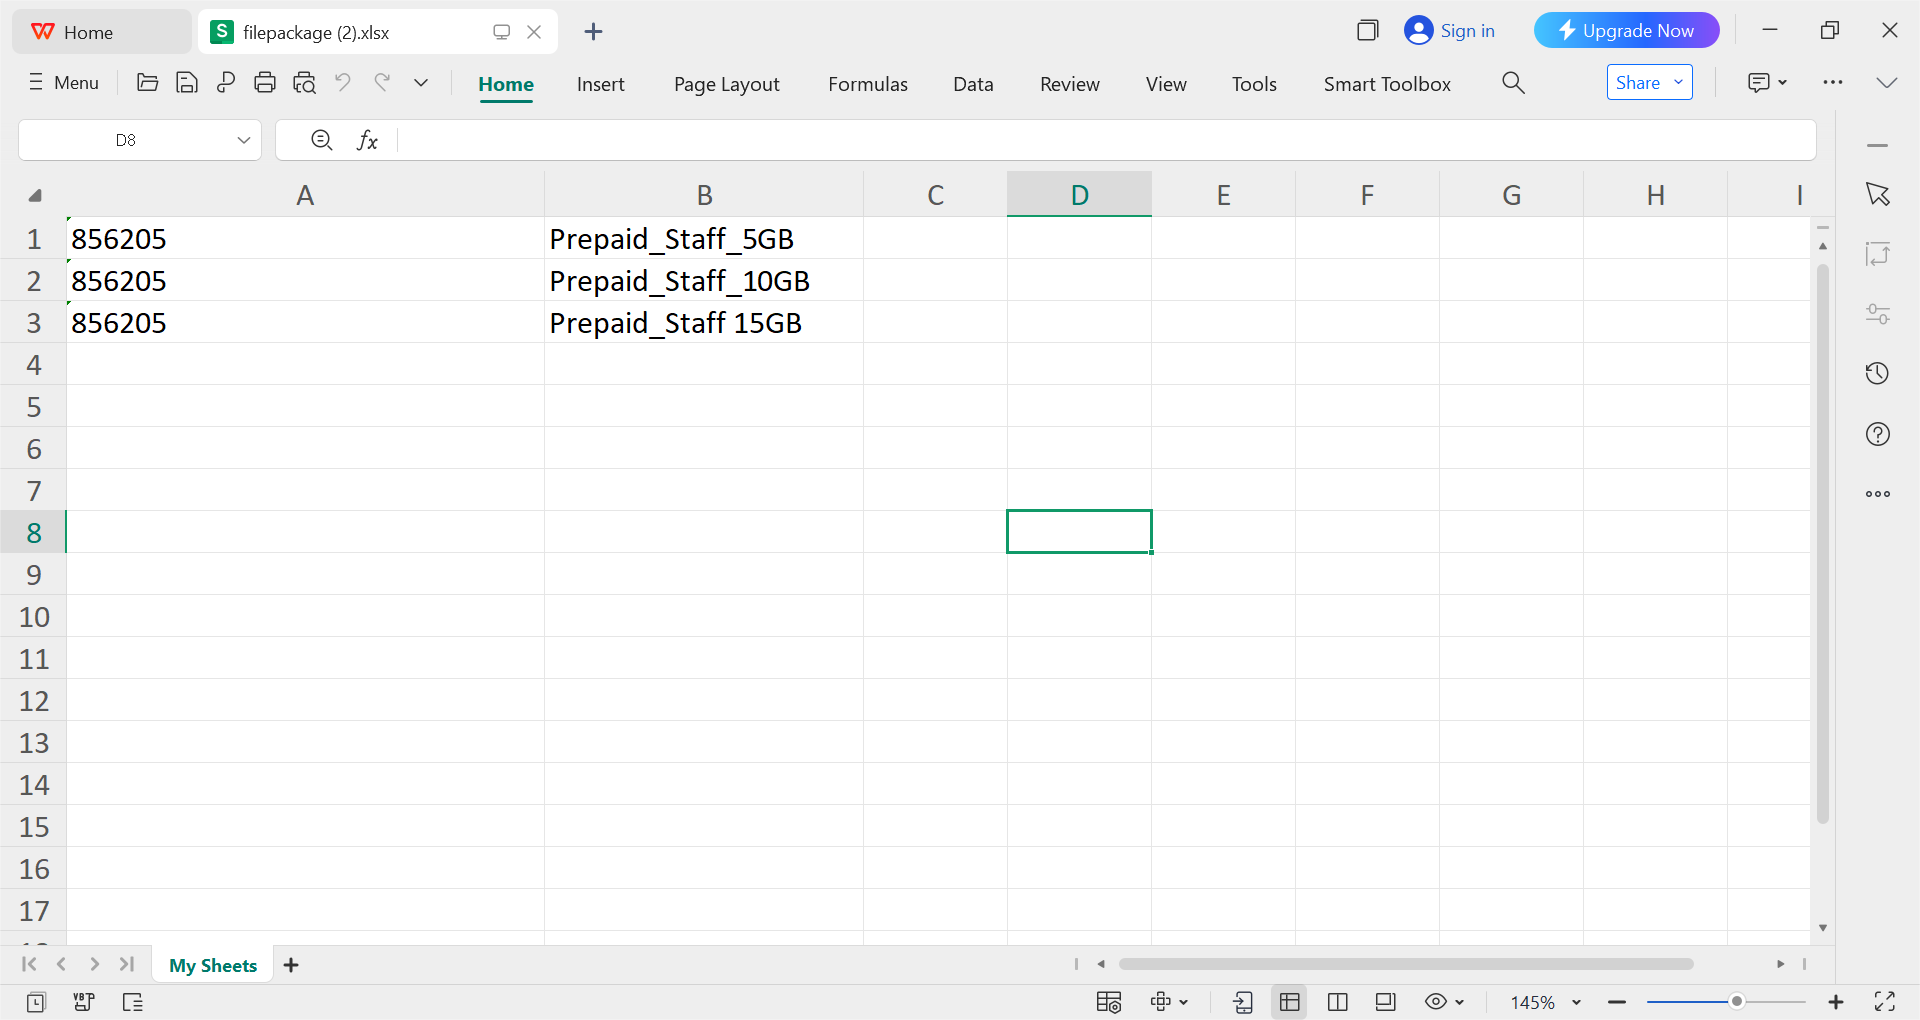 Home
filepackage (2).xlsx
Sign in
Upgrade Now
Menu
Home Insert Page Layout Formulas Data Review View Tools Smart Toolbox
Share
D8
fx
A B C D E F G H I
1 856205 Prepaid_Staff_5GB
2 856205 Prepaid_Staff_10GB
3 856205 Prepaid_Staff 15GB
4
5
6
7
8
9
10
11
12
13
14
15
16
17
My Sheets
145%